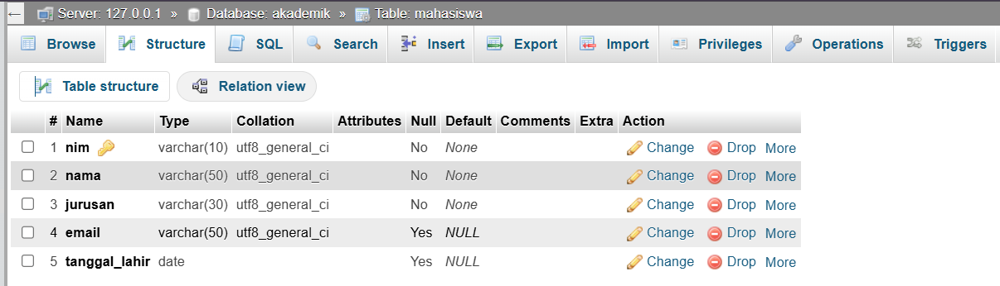 ← Server: 127.0.0.1 » Database: akademik » Table: mahasiswa
Browse Structure SQL Search Insert Export Import Privileges Operations Triggers
Table structure Relation view
# Name Type Collation Attributes Null Default Comments Extra Action
1 nim varchar(10) utf8_general_ci No None Change Drop More
2 nama varchar(50) utf8_general_ci No None Change Drop More
3 jurusan varchar(30) utf8_general_ci No None Change Drop More
4 email varchar(50) utf8_general_ci Yes NULL Change Drop More
5 tanggal_lahir date Yes NULL Change Drop More